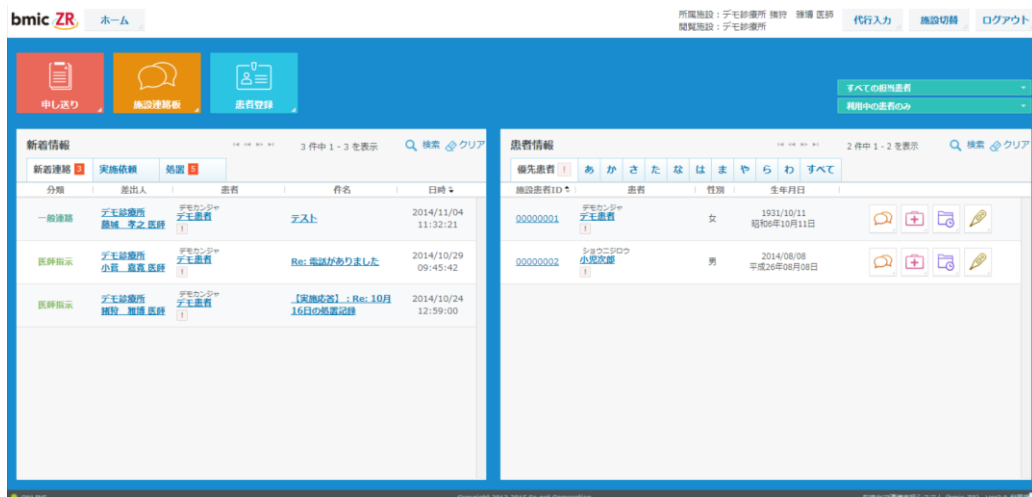 bmic ZR
ホーム
所属施設：デモ診療所 猪狩 雅博 医師
閲覧施設：デモ診療所
代行入力
施設切替
ログアウト
申し送り
施設連絡板
患者登録
すべての担当患者
利用中の患者のみ
新着情報
3 件中 1 - 3 を表示
検索
クリア
新着連絡 3
実施依頼
処置 5
分類
差出人
患者
件名
日時
一般連絡
デモ診療所
藤城 孝之 医師
デモカンジャ
デモ患者
!
テスト
2014/11/04
11:32:21
医師指示
デモ診療所
小菅 嘉寛 医師
デモカンジャ
デモ患者
!
Re: 電話がありました
2014/10/29
09:45:42
医師指示
デモ診療所
猪狩 雅博 医師
デモカンジャ
デモ患者
!
【実施応答】：Re: 10月
16日の処置記録
2014/10/24
12:59:00
患者情報
2 件中 1 - 2 を表示
検索
クリア
優先患者 !
あ
か
さ
た
な
は
ま
や
ら
わ
すべて
施設患者ID
患者
性別
生年月日
00000001
デモカンジャ
デモ患者
!
女
1931/10/11
昭和6年10月11日
00000002
ショウニジロウ
小児次郎
!
男
2014/08/08
平成26年08月08日